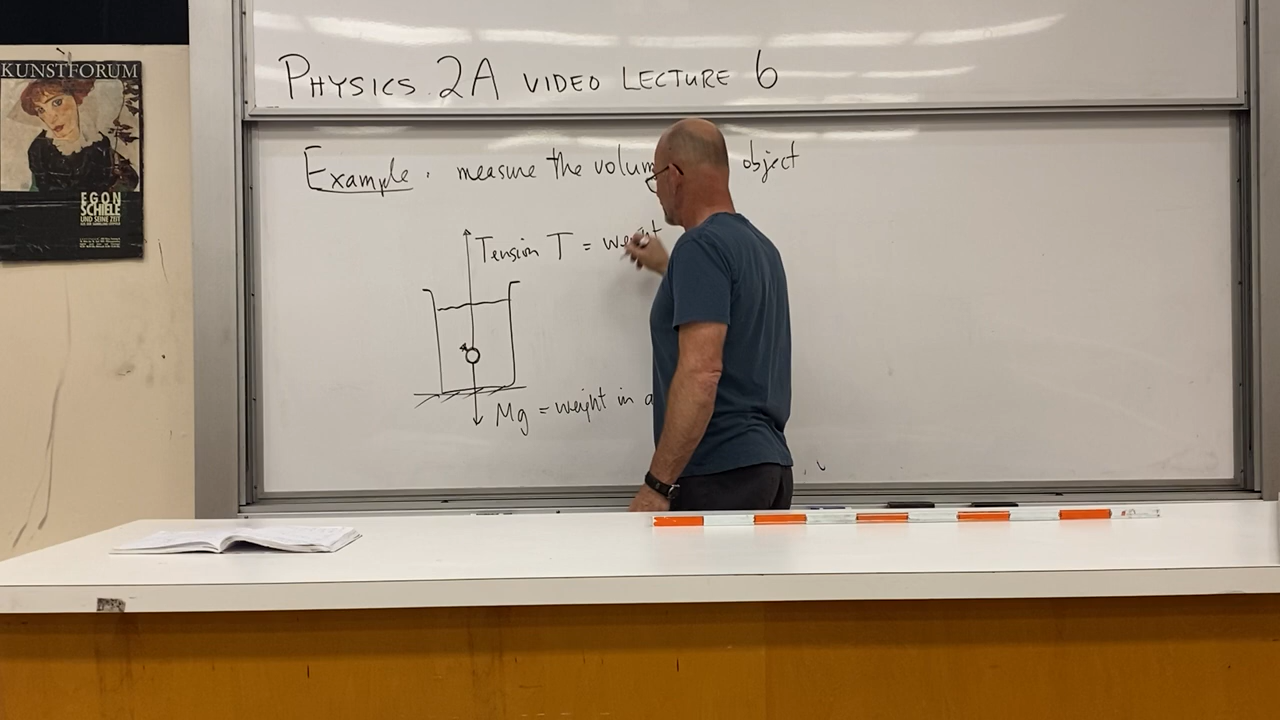 KUNSTFORUM
EGON
SCHIELE
UND SEINE ZEIT
PHYSICS 2A VIDEO LECTURE 6
Example. measure the volum object
Tension T = weight
Mg = weight in a